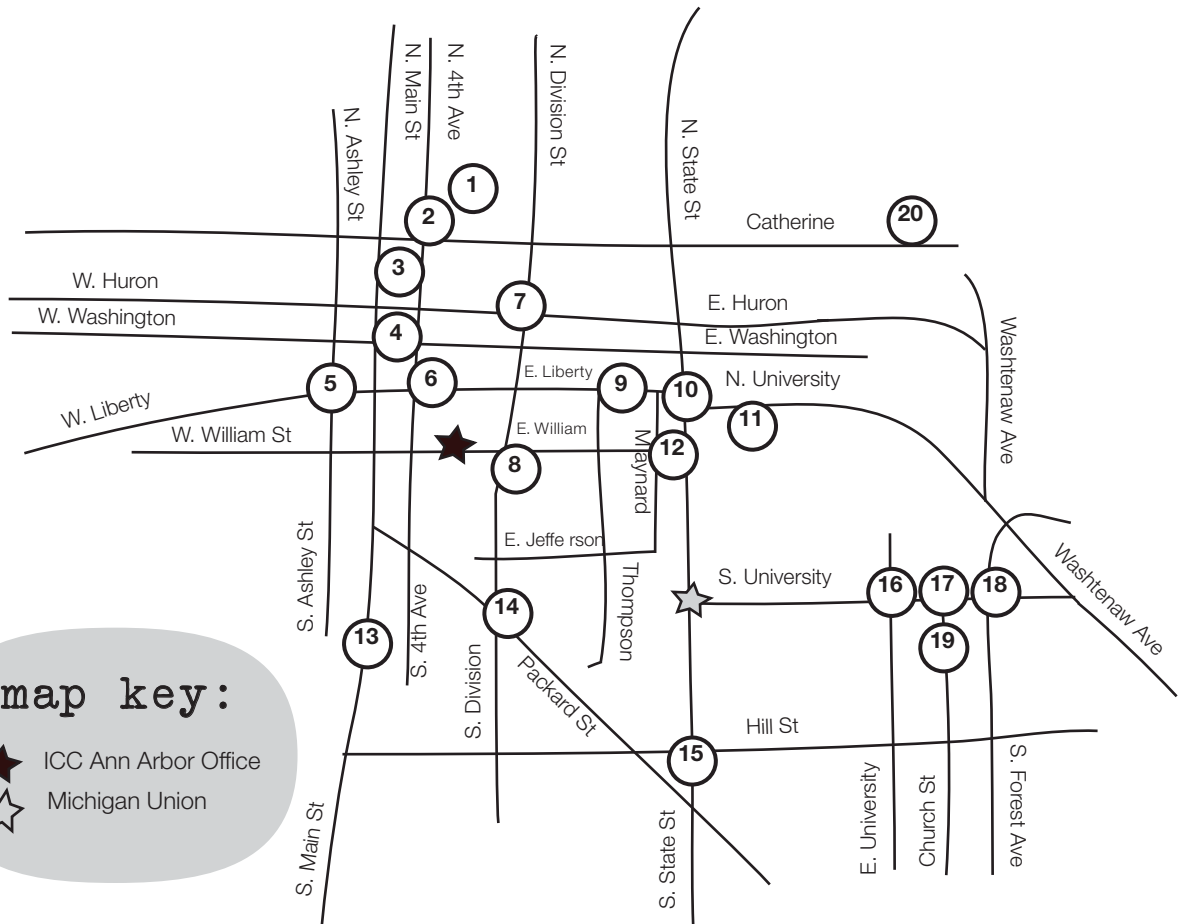 N. Ashley St
N. Main St
N. 4th Ave
N. Division St
N. State St
1
2
Catherine
20
3
W. Huron
7
E. Huron
W. Washington
4
E. Washington
Washtenaw Ave
5
6
E. Liberty
9
10
N. University
11
W. Liberty
W. William St
E. William
8
Maynard
12
E. Jefferson
S. Ashley St
S. 4th Ave
14
Thompson
S. University
16
17
18
Washtenaw Ave
13
19
map key:
ICC Ann Arbor Office
Michigan Union
S. Division
Packard St
Hill St
15
S. Main St
S. State St
E. University
Church St
S. Forest Ave